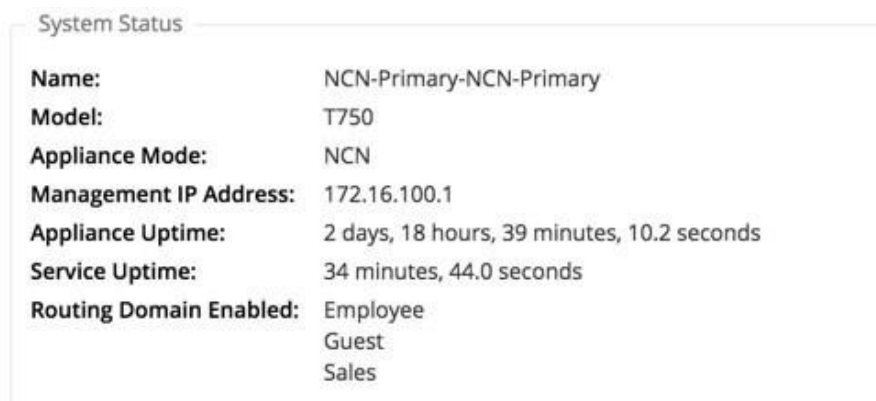 System Status
Name: NCN-Primary-NCN-Primary
Model: T750
Appliance Mode: NCN
Management IP Address: 172.16.100.1
Appliance Uptime: 2 days, 18 hours, 39 minutes, 10.2 seconds
Service Uptime: 34 minutes, 44.0 seconds
Routing Domain Enabled: Employee
Guest
Sales